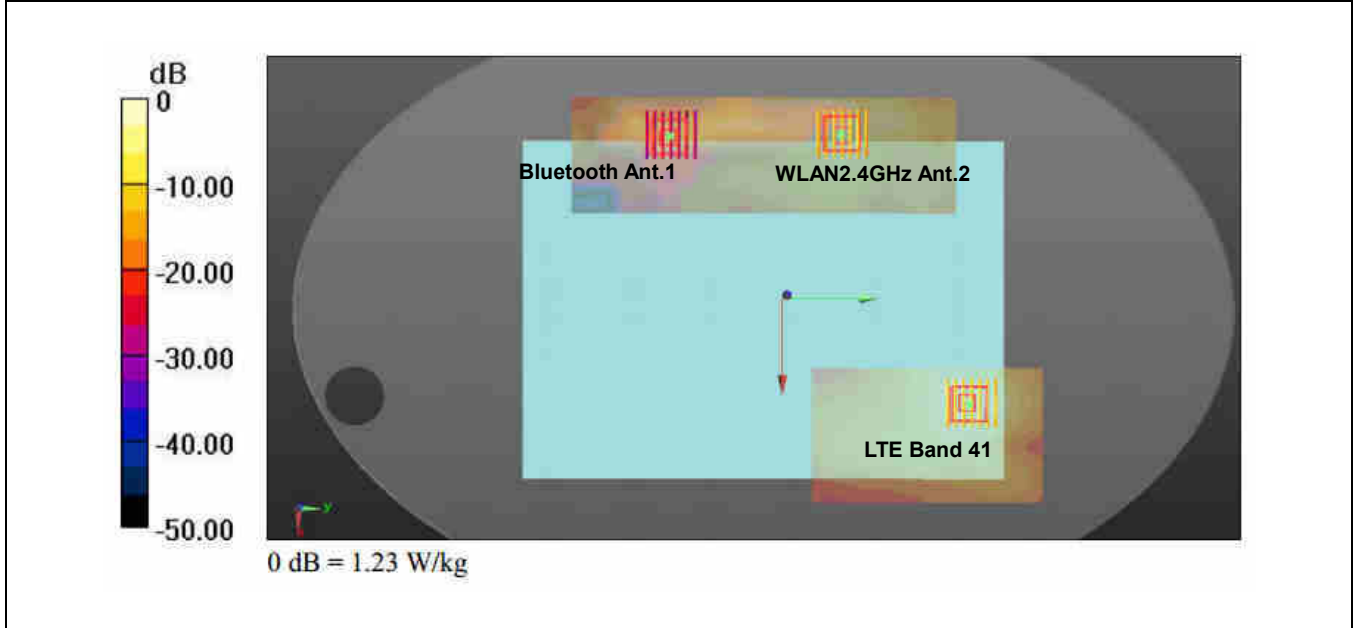 dB
0
-10.00
-20.00
-30.00
-40.00
-50.00
Bluetooth Ant.1
WLAN2.4GHz Ant.2
LTE Band 41
y
0 dB = 1.23 W/kg